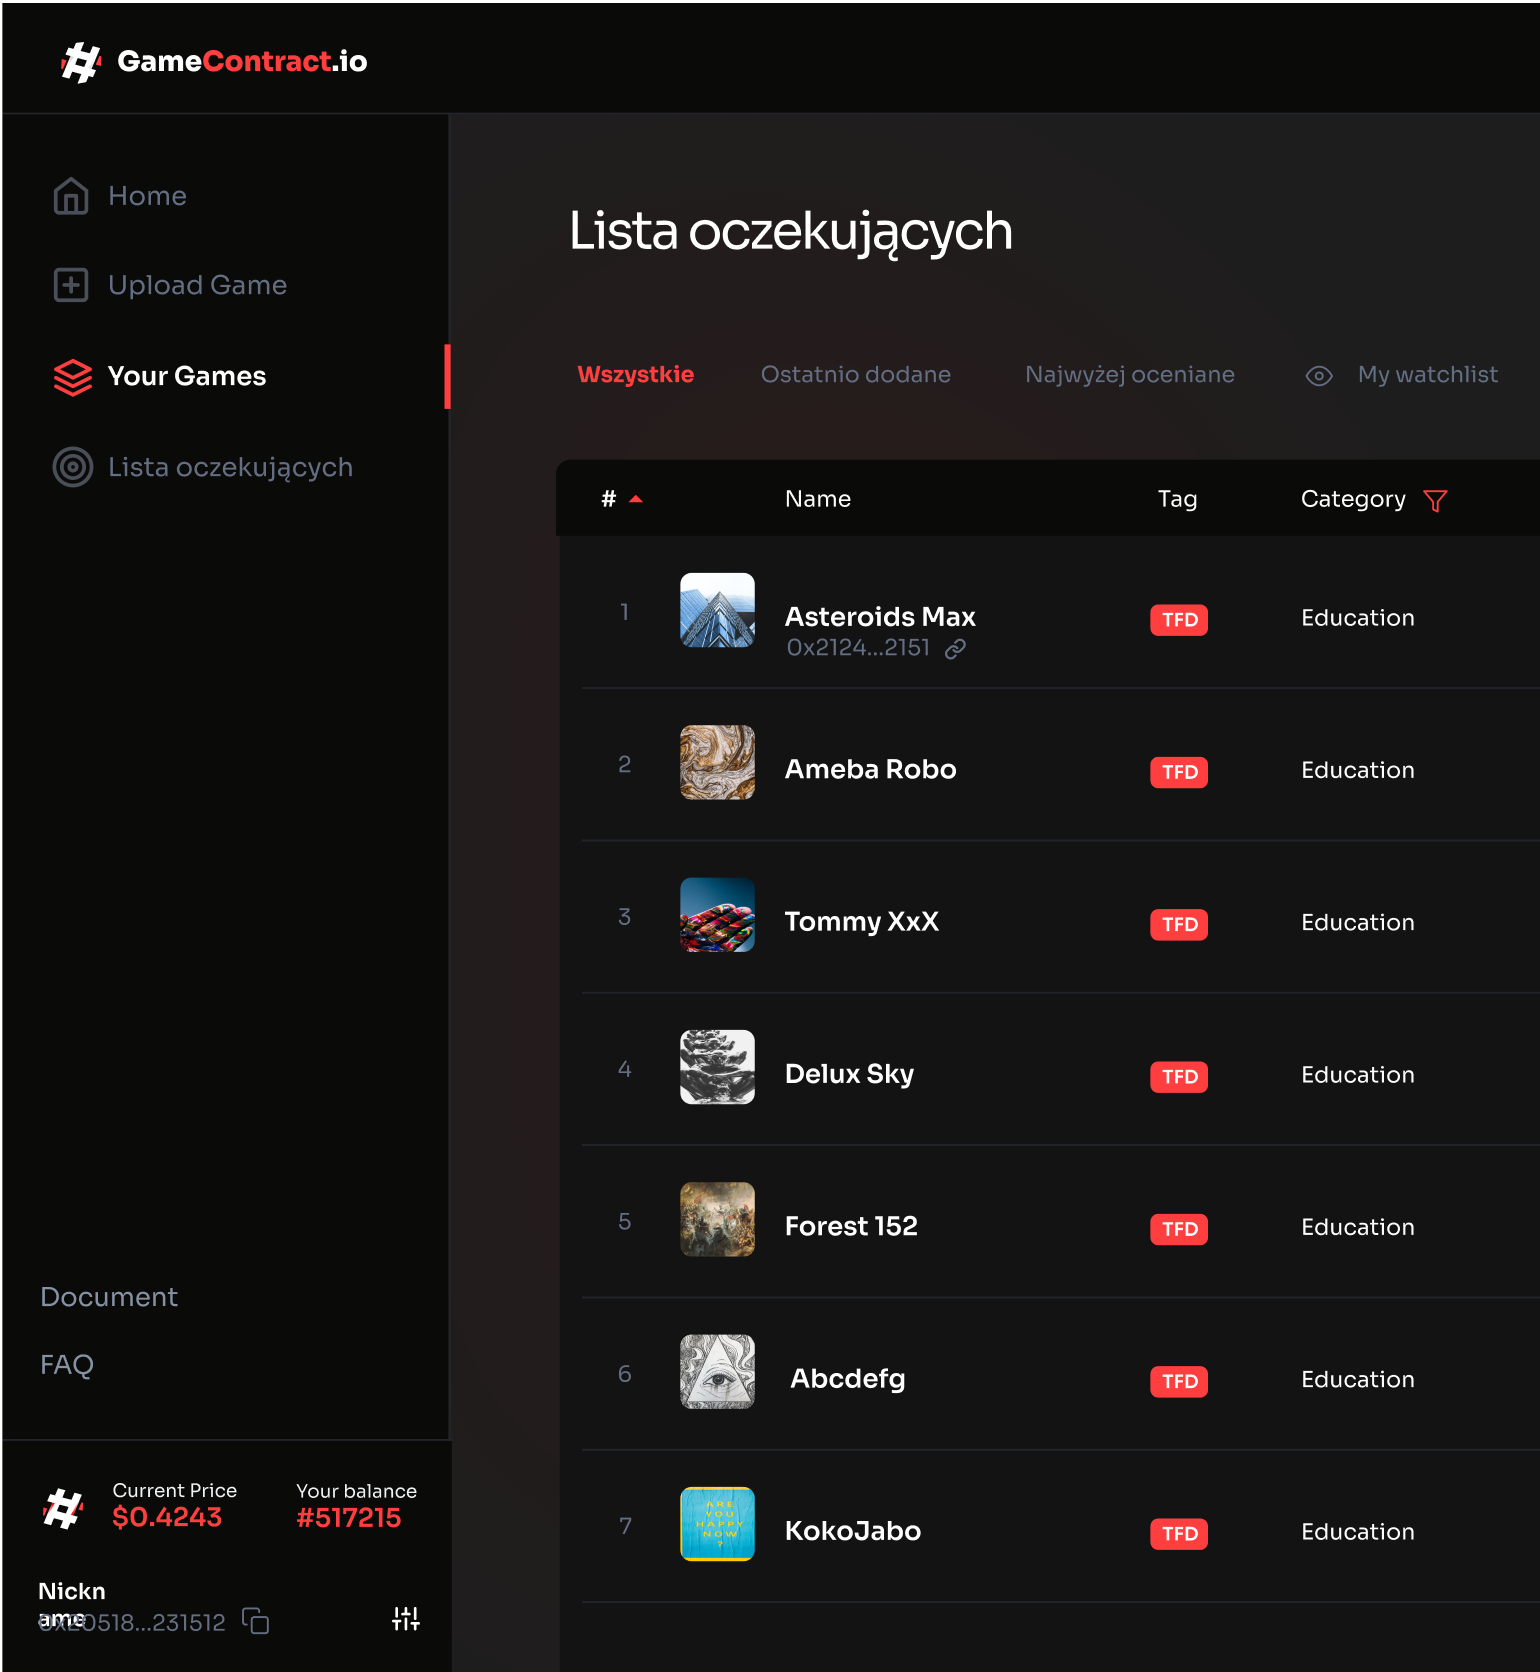 GameContract.io
Home
Upload Game
Your Games
Lista oczekujących
Document
FAQ
Current Price
$0.4243
Your balance
#517215
Nickn
ame
0x20518...231512
Lista oczekujących
Wszystkie
Ostatnio dodane
Najwyżej oceniane
My watchlist
# Name Tag Category
1 Asteroids Max TFD Education
0x2124...2151
2 Ameba Robo TFD Education
3 Tommy XxX TFD Education
4 Delux Sky TFD Education
5 Forest 152 TFD Education
6 Abcdefg TFD Education
ARE
YOU
HAPPY
NOW
?
7 KokoJabo TFD Education